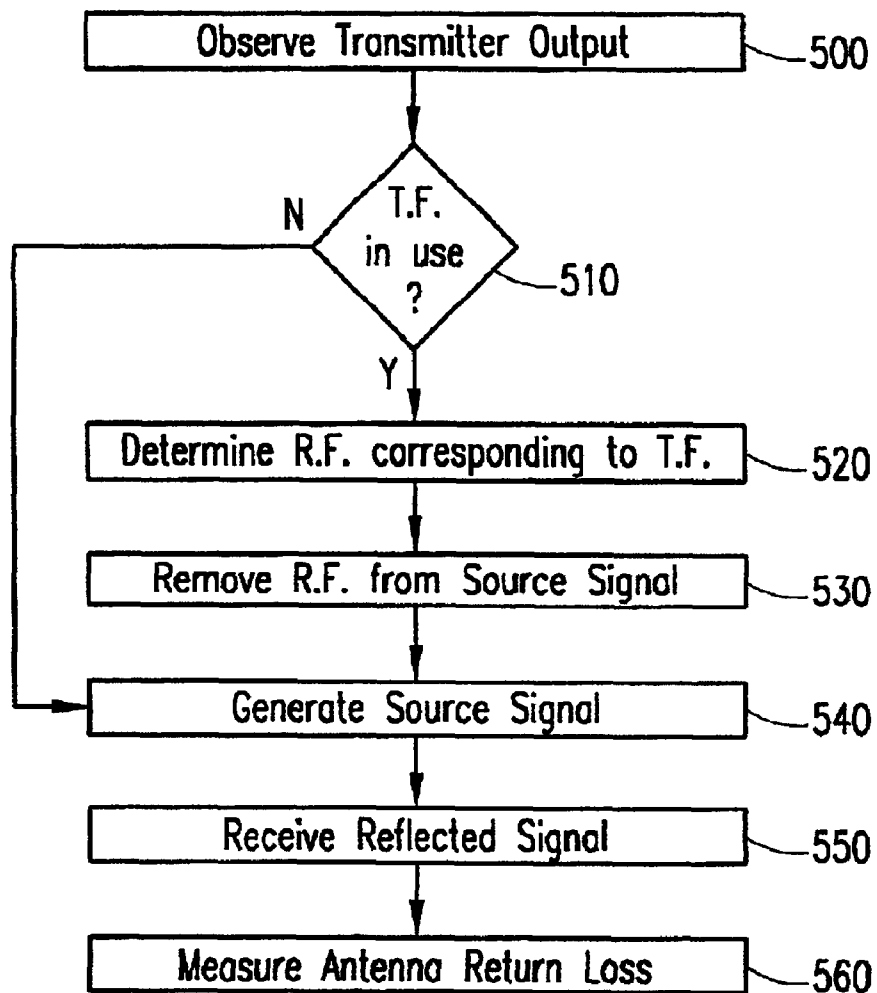 Observe Transmitter Output
500
T.F.
in use
?
510
N
Y
Determine R.F. corresponding to T.F.
520
Remove R.F. from Source Signal
530
Generate Source Signal
540
Receive Reflected Signal
550
Measure Antenna Return Loss
560